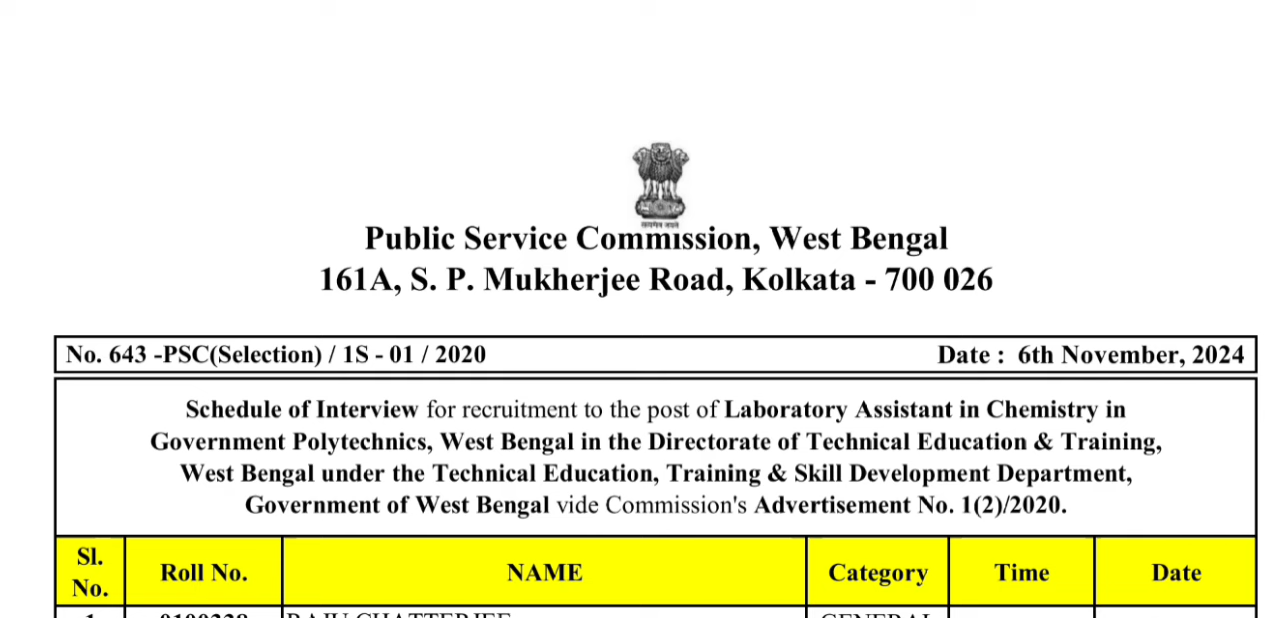 सत्यमेव जयते
Public Service Commission, West Bengal
161A, S. P. Mukherjee Road, Kolkata - 700 026
No. 643 -PSC(Selection) / 1S - 01 / 2020 Date : 6th November, 2024
Schedule of Interview for recruitment to the post of Laboratory Assistant in Chemistry in
Government Polytechnics, West Bengal in the Directorate of Technical Education & Training,
West Bengal under the Technical Education, Training & Skill Development Department,
Government of West Bengal vide Commission's Advertisement No. 1(2)/2020.
Sl. No. Roll No. NAME Category Time Date